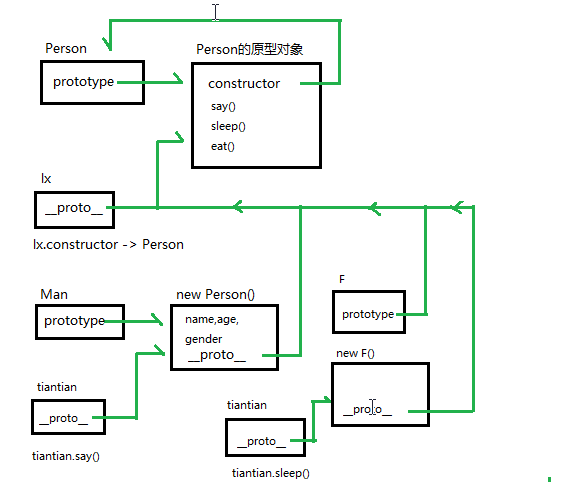 Person
Person的原型对象
prototype
constructor
say()
sleep()
eat()
lx
__proto__
lx.constructor -> Person
Man
new Person()
F
prototype
name,age,
gender
__proto__
prototype
new F()
tiantian
__proto__
tiantian.say()
tiantian
__proto__
tiantian.sleep()
__proto__